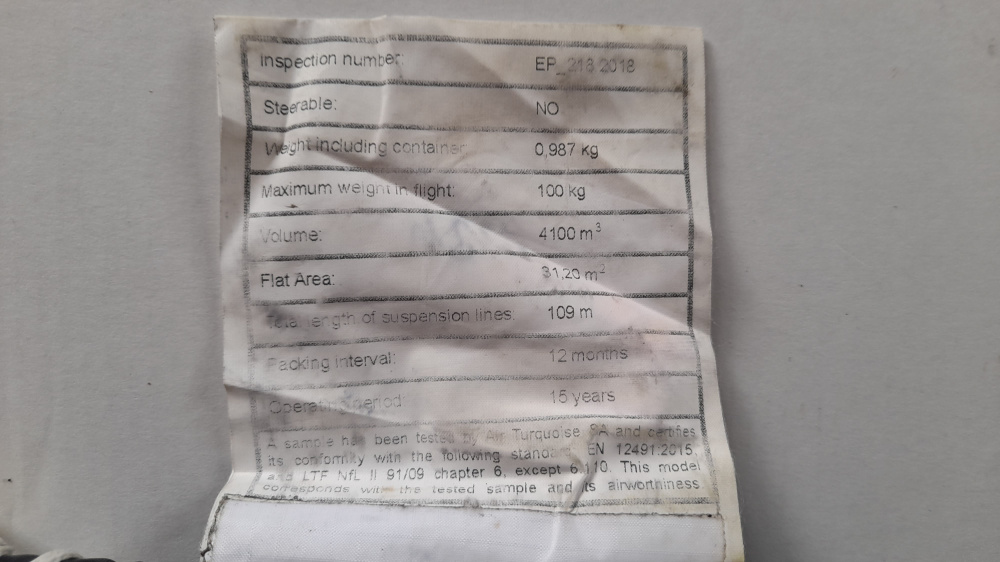 Inspection number: EP_218.2018
Steerable: NO
Weight including container 0,987 kg
Maximum weight in flight: 100 kg
Volume: 4100 m³
Flat Area: 31,20 m²
Total length of suspension lines: 109 m
Packing interval: 12 months
Operating period 15 years
A sample has been tested by Air Turquoise SA and certifies
its conformity with the following standard EN 12491:2015
and LTF NfL II 91/09 chapter 6, except 6.1.10. This model
corresponds with the tested sample and its airworthiness